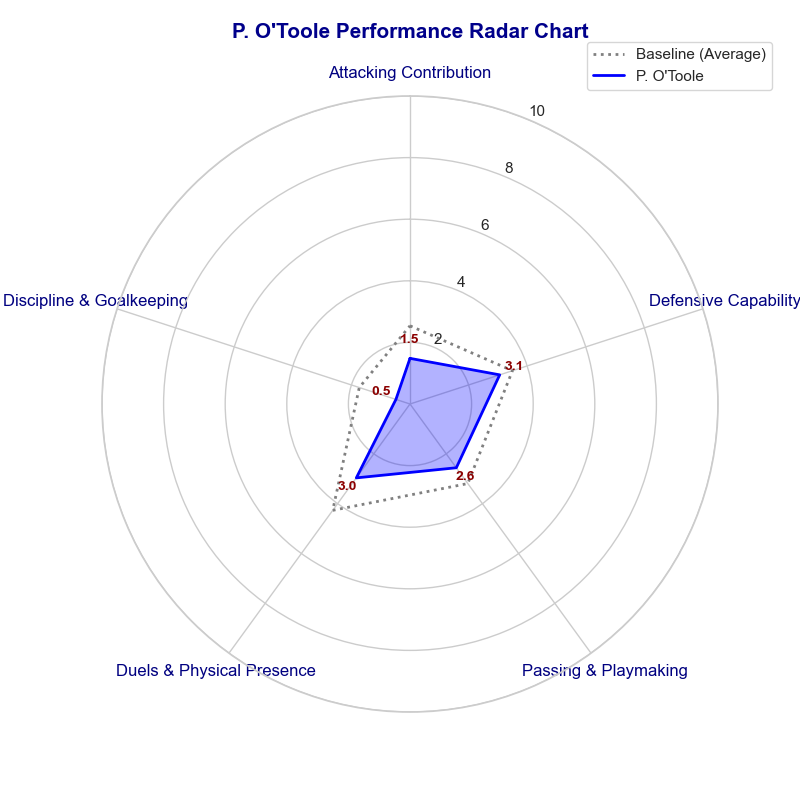 P. O'Toole Performance Radar Chart
Baseline (Average)
P. O'Toole
Attacking Contribution
10
8
6
4
2
Discipline & Goalkeeping
Defensive Capability
1.5
3.1
0.5
2.6
3.0
Duels & Physical Presence
Passing & Playmaking